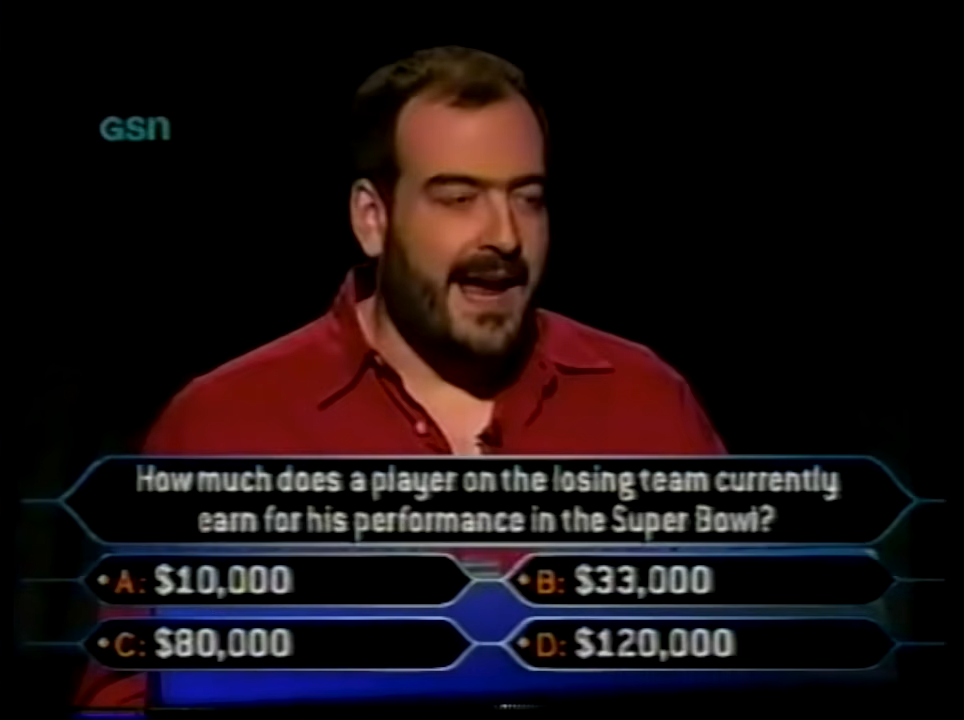 GSN
How much does a player on the losing team currently
earn for his performance in the Super Bowl?
A: $10,000
B: $33,000
C: $80,000
D: $120,000